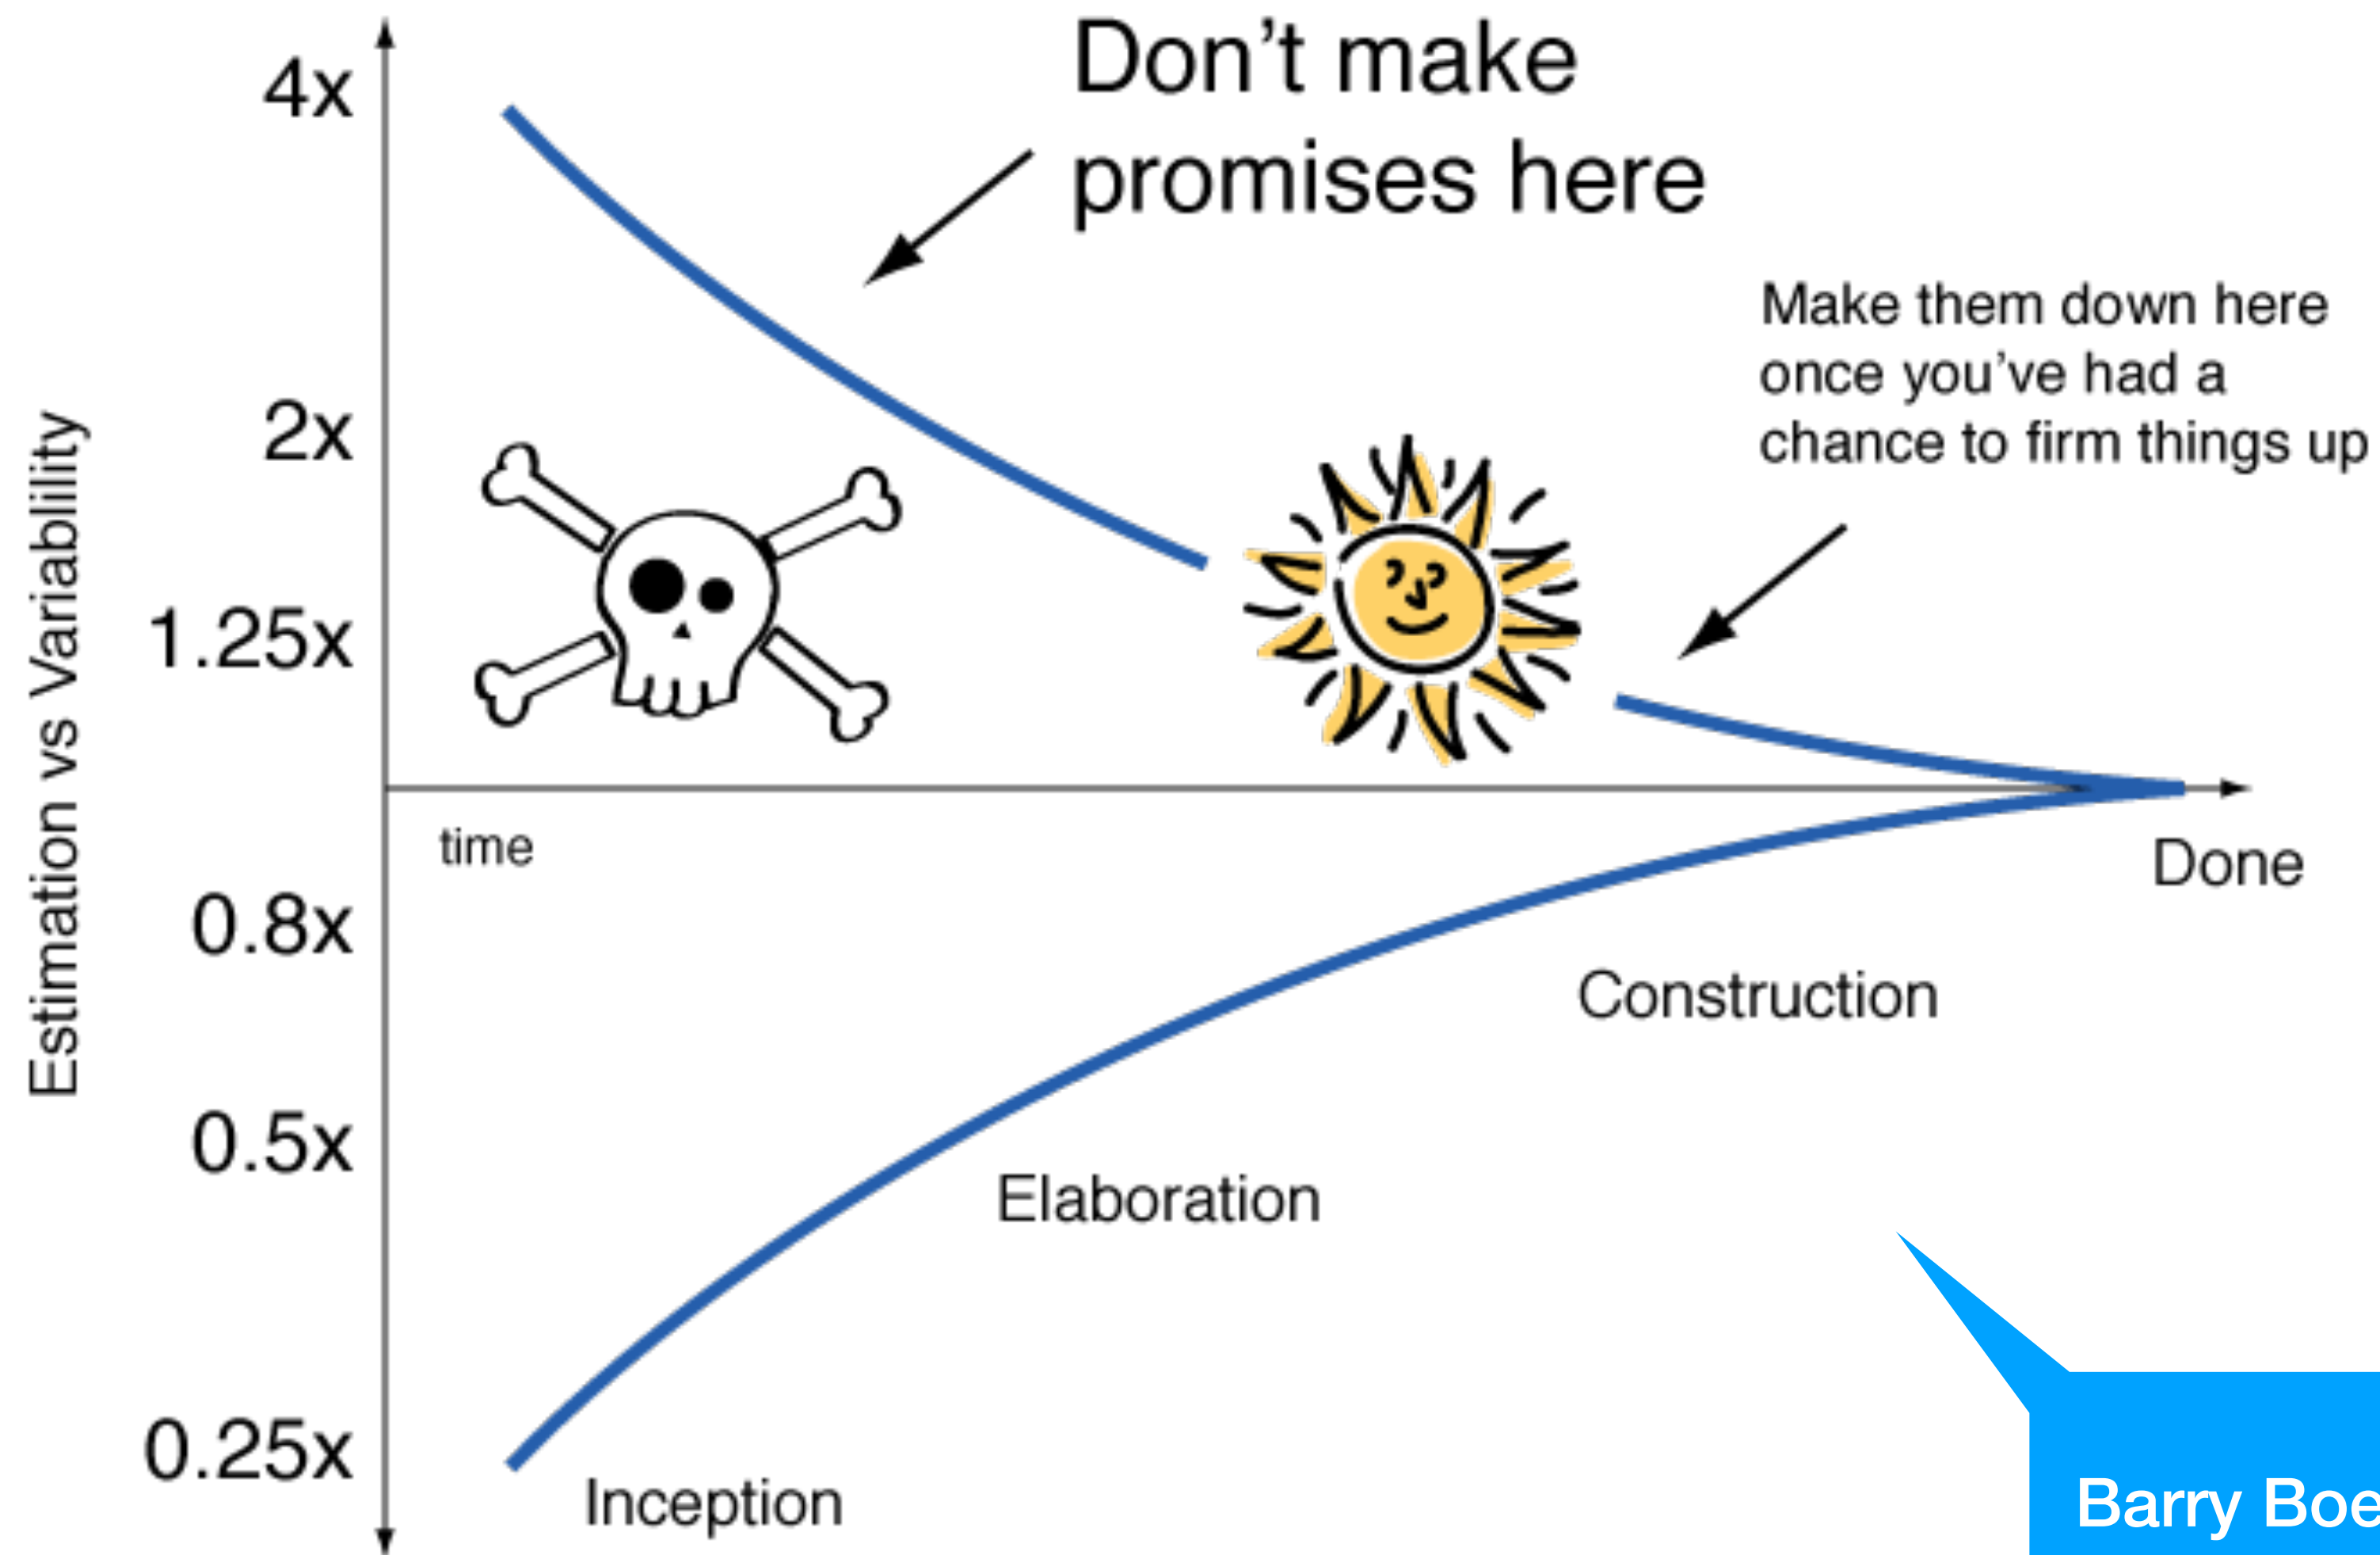 Don't make
promises here
Make them down here
once you've had a
chance to firm things up
Estimation vs Variablility
4x
2x
1.25x
0.8x
0.5x
0.25x
time
Done
Construction
Elaboration
Inception
Barry Boe